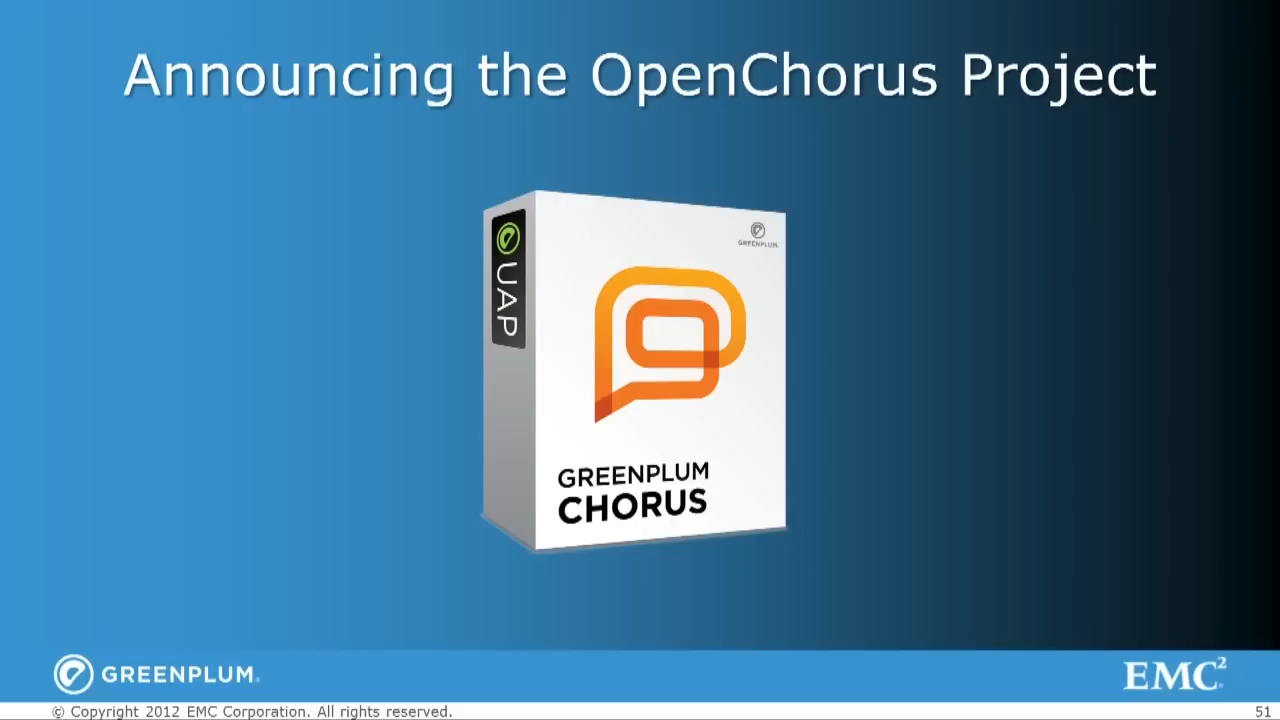 Announcing the OpenChorus Project
UAP
GREENPLUM.
GREENPLUM
CHORUS
GREENPLUM.
EMC²
© Copyright 2012 EMC Corporation. All rights reserved.
51